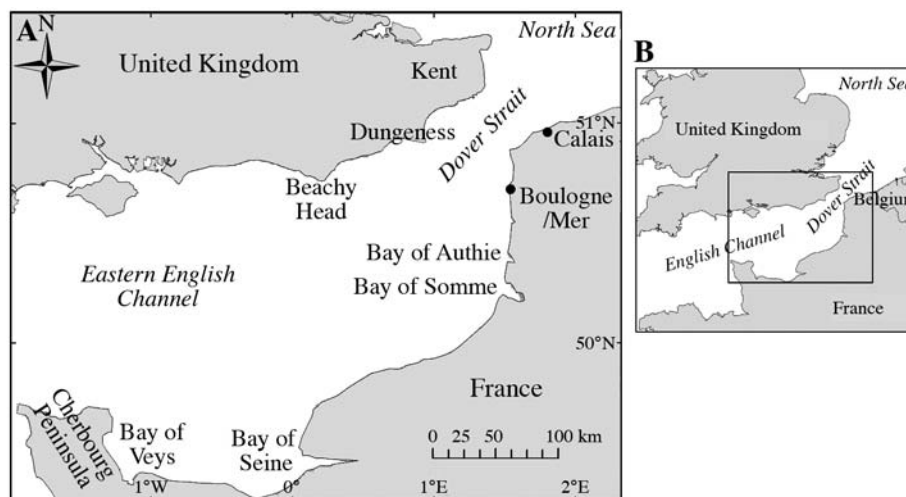 A
N
North Sea
United Kingdom
Kent
Dungeness
Dover Strait
51°N
Calais
Beachy
Head
Boulogne
/Mer
Bay of Authie
Bay of Somme
Eastern English
Channel
50°N
France
Cherbourg
Peninsula
Bay of
Veys
Bay of
Seine
0 25 50 100 km
1°W
0°
1°E
2°E
B
North Sea
United Kingdom
Dover Strait
Belgium
English Channel
France